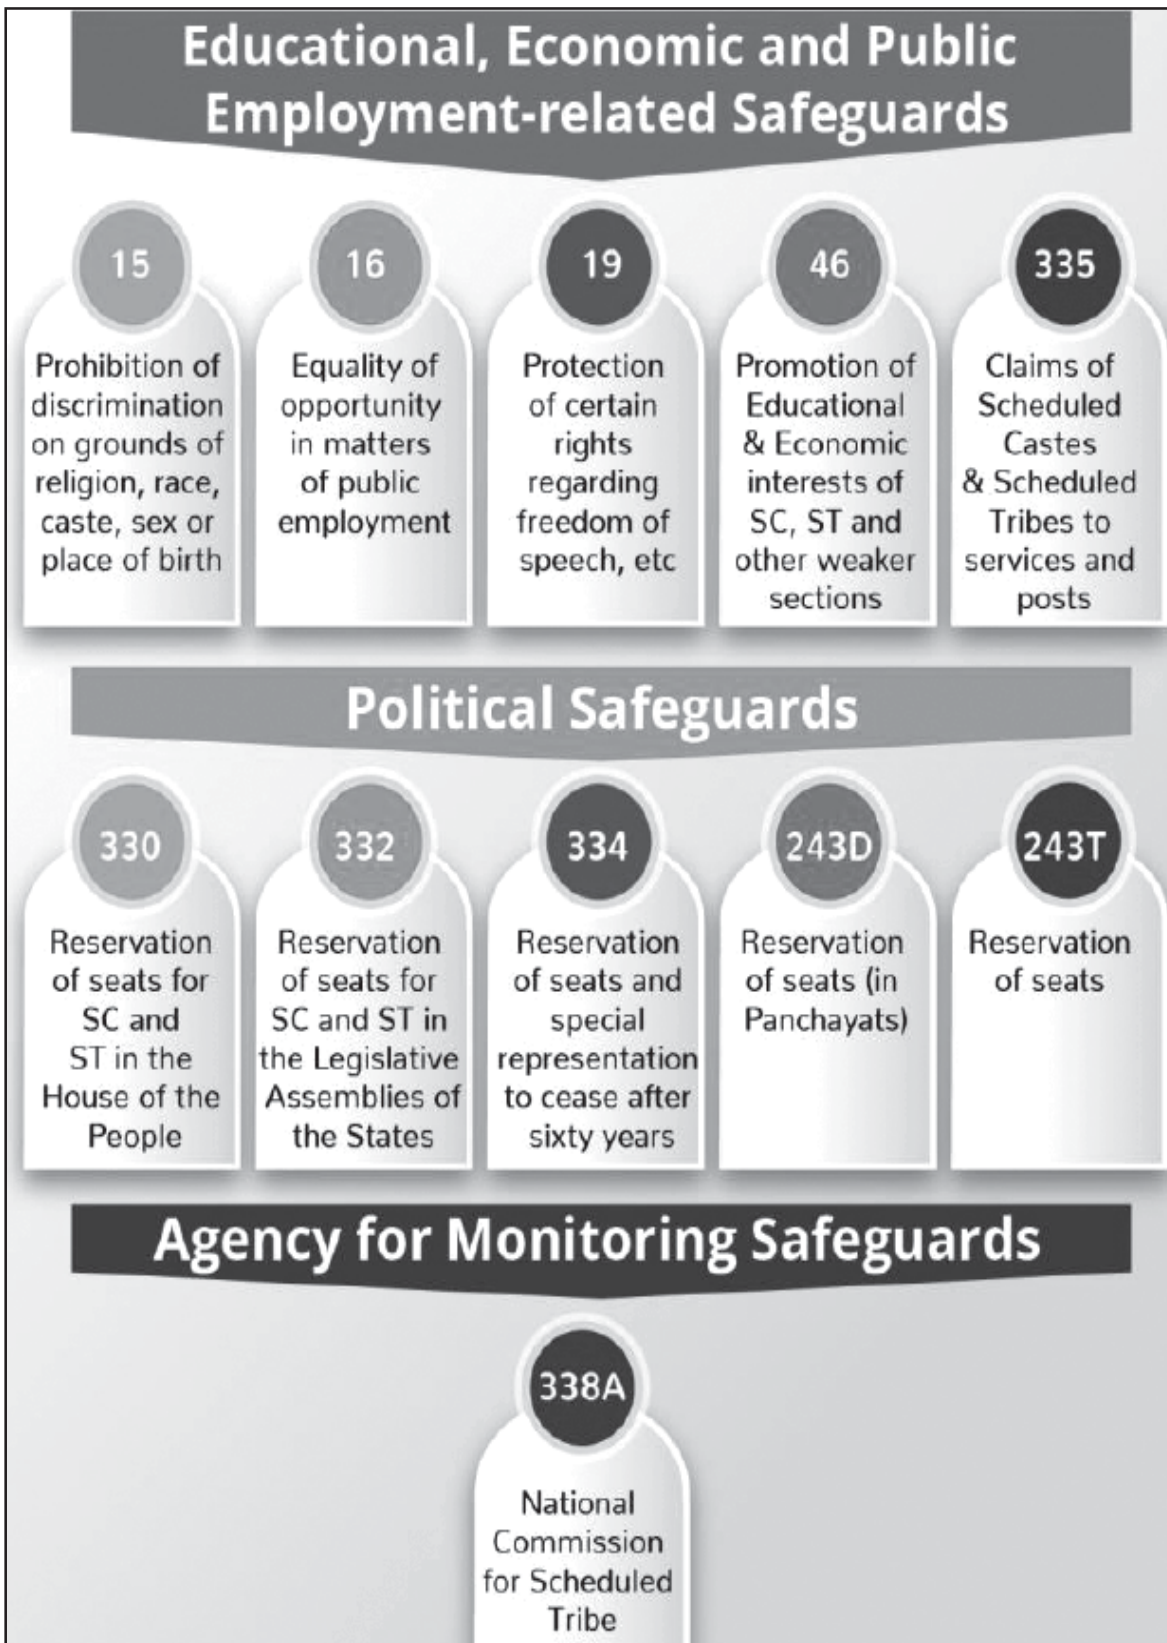 Educational, Economic and Public
Employment-related Safeguards
15
Prohibition of
discrimination
on grounds of
religion, race,
caste, sex or
place of birth
16
Equality of
opportunity
in matters
of public
employment
19
Protection
of certain
rights
regarding
freedom of
speech, etc
46
Promotion of
Educational
& Economic
interests of
SC, ST and
other weaker
sections
335
Claims of
Scheduled
Castes
& Scheduled
Tribes to
services and
posts
Political Safeguards
330
Reservation
of seats for
SC and
ST in the
House of the
People
332
Reservation
of seats for
SC and ST in
the Legislative
Assemblies of
the States
334
Reservation
of seats and
special
representation
to cease after
sixty years
243D
Reservation
of seats (in
Panchayats)
243T
Reservation
of seats
Agency for Monitoring Safeguards
338A
National
Commission
for Scheduled
Tribe